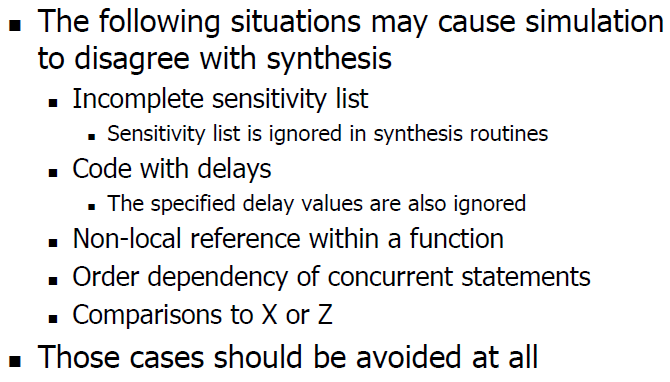 The following situations may cause simulation
to disagree with synthesis
Incomplete sensitivity list
Sensitivity list is ignored in synthesis routines
Code with delays
The specified delay values are also ignored
Non-local reference within a function
Order dependency of concurrent statements
Comparisons to X or Z
Those cases should be avoided at all